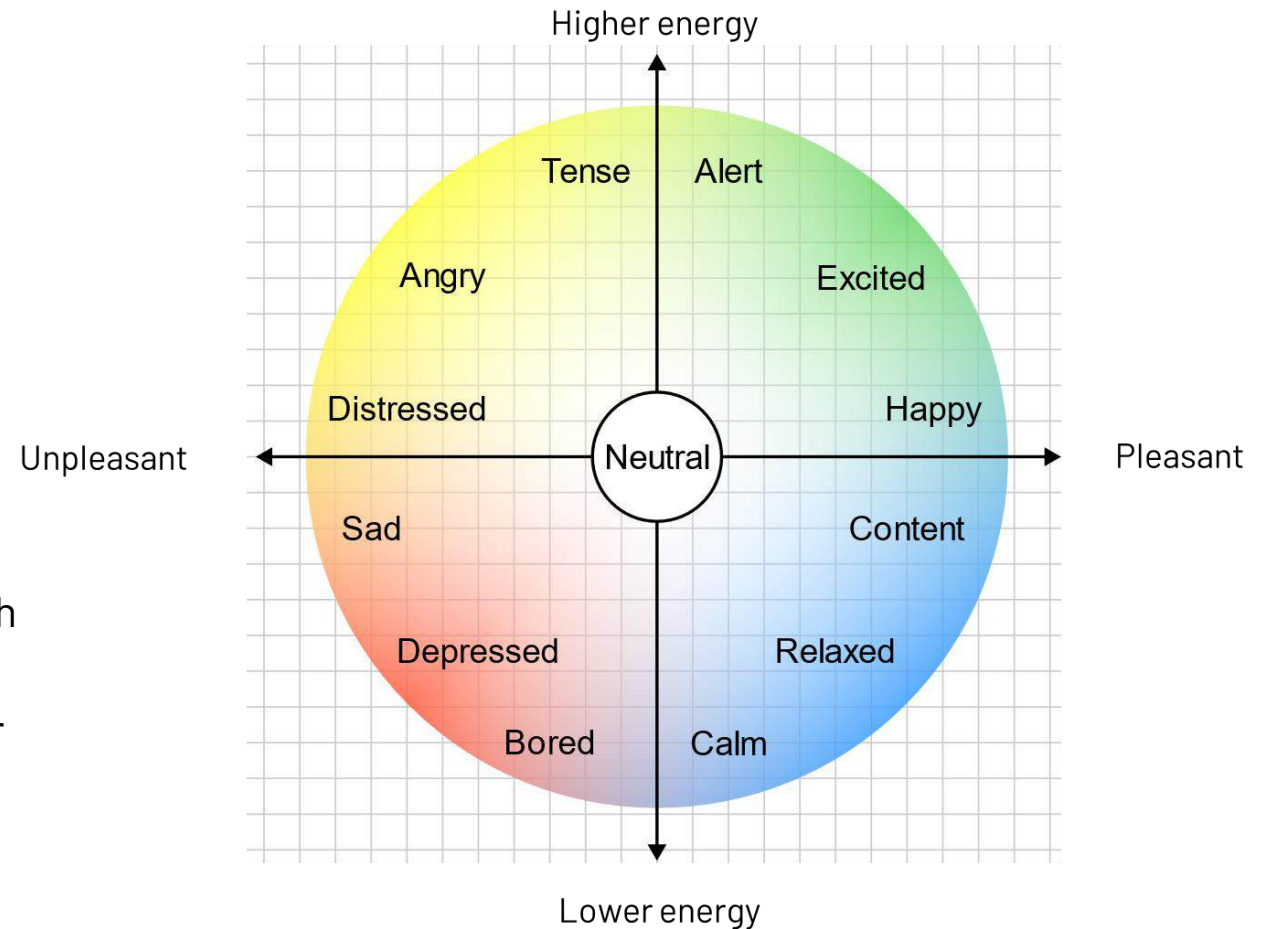 Higher energy
Tense Alert
Angry Excited
Distressed Happy
Unpleasant Neutral Pleasant
Sad Content
h
Depressed Relaxed
Bored Calm
Lower energy